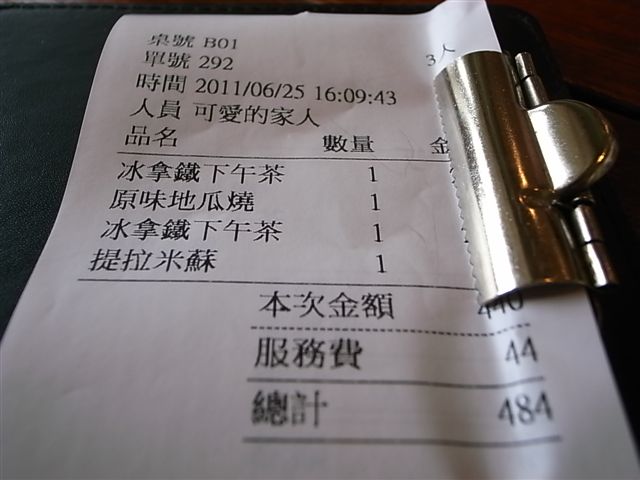 桌號 B01
單號 292 3人
時間 2011/06/25 16:09:43
人員 可愛的家人
品名 數量 金
冰拿鐵下午茶 1
原味地瓜燒 1
冰拿鐵下午茶 1
提拉米蘇 1
本次金額 440
服務費 44
總計 484